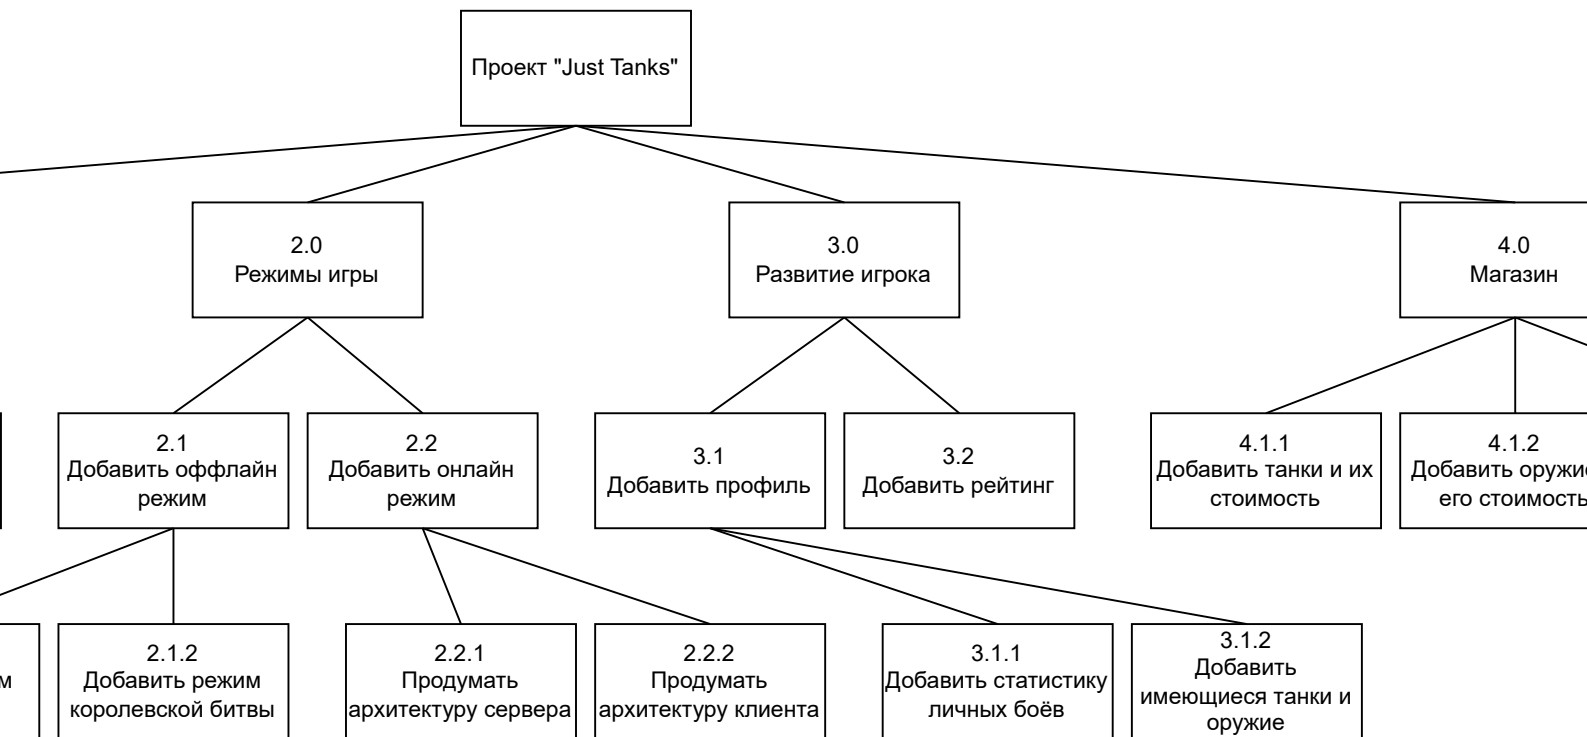 Проект "Just Tanks"
2.0
Режимы игры
3.0
Развитие игрока
4.0
Магазин
2.1
Добавить оффлайн
режим
2.2
Добавить онлайн
режим
3.1
Добавить профиль
3.2
Добавить рейтинг
4.1.1
Добавить танки и их
стоимость
4.1.2
Добавить
его стоимость
2.1.2
Добавить режим
королевской битвы
2.2.1
Продумать
архитектуру сервера
2.2.2
Продумать
архитектуру клиента
3.1.1
Добавить статистику
личных боёв
3.1.2
Добавить
имеющиеся танки и
оружие